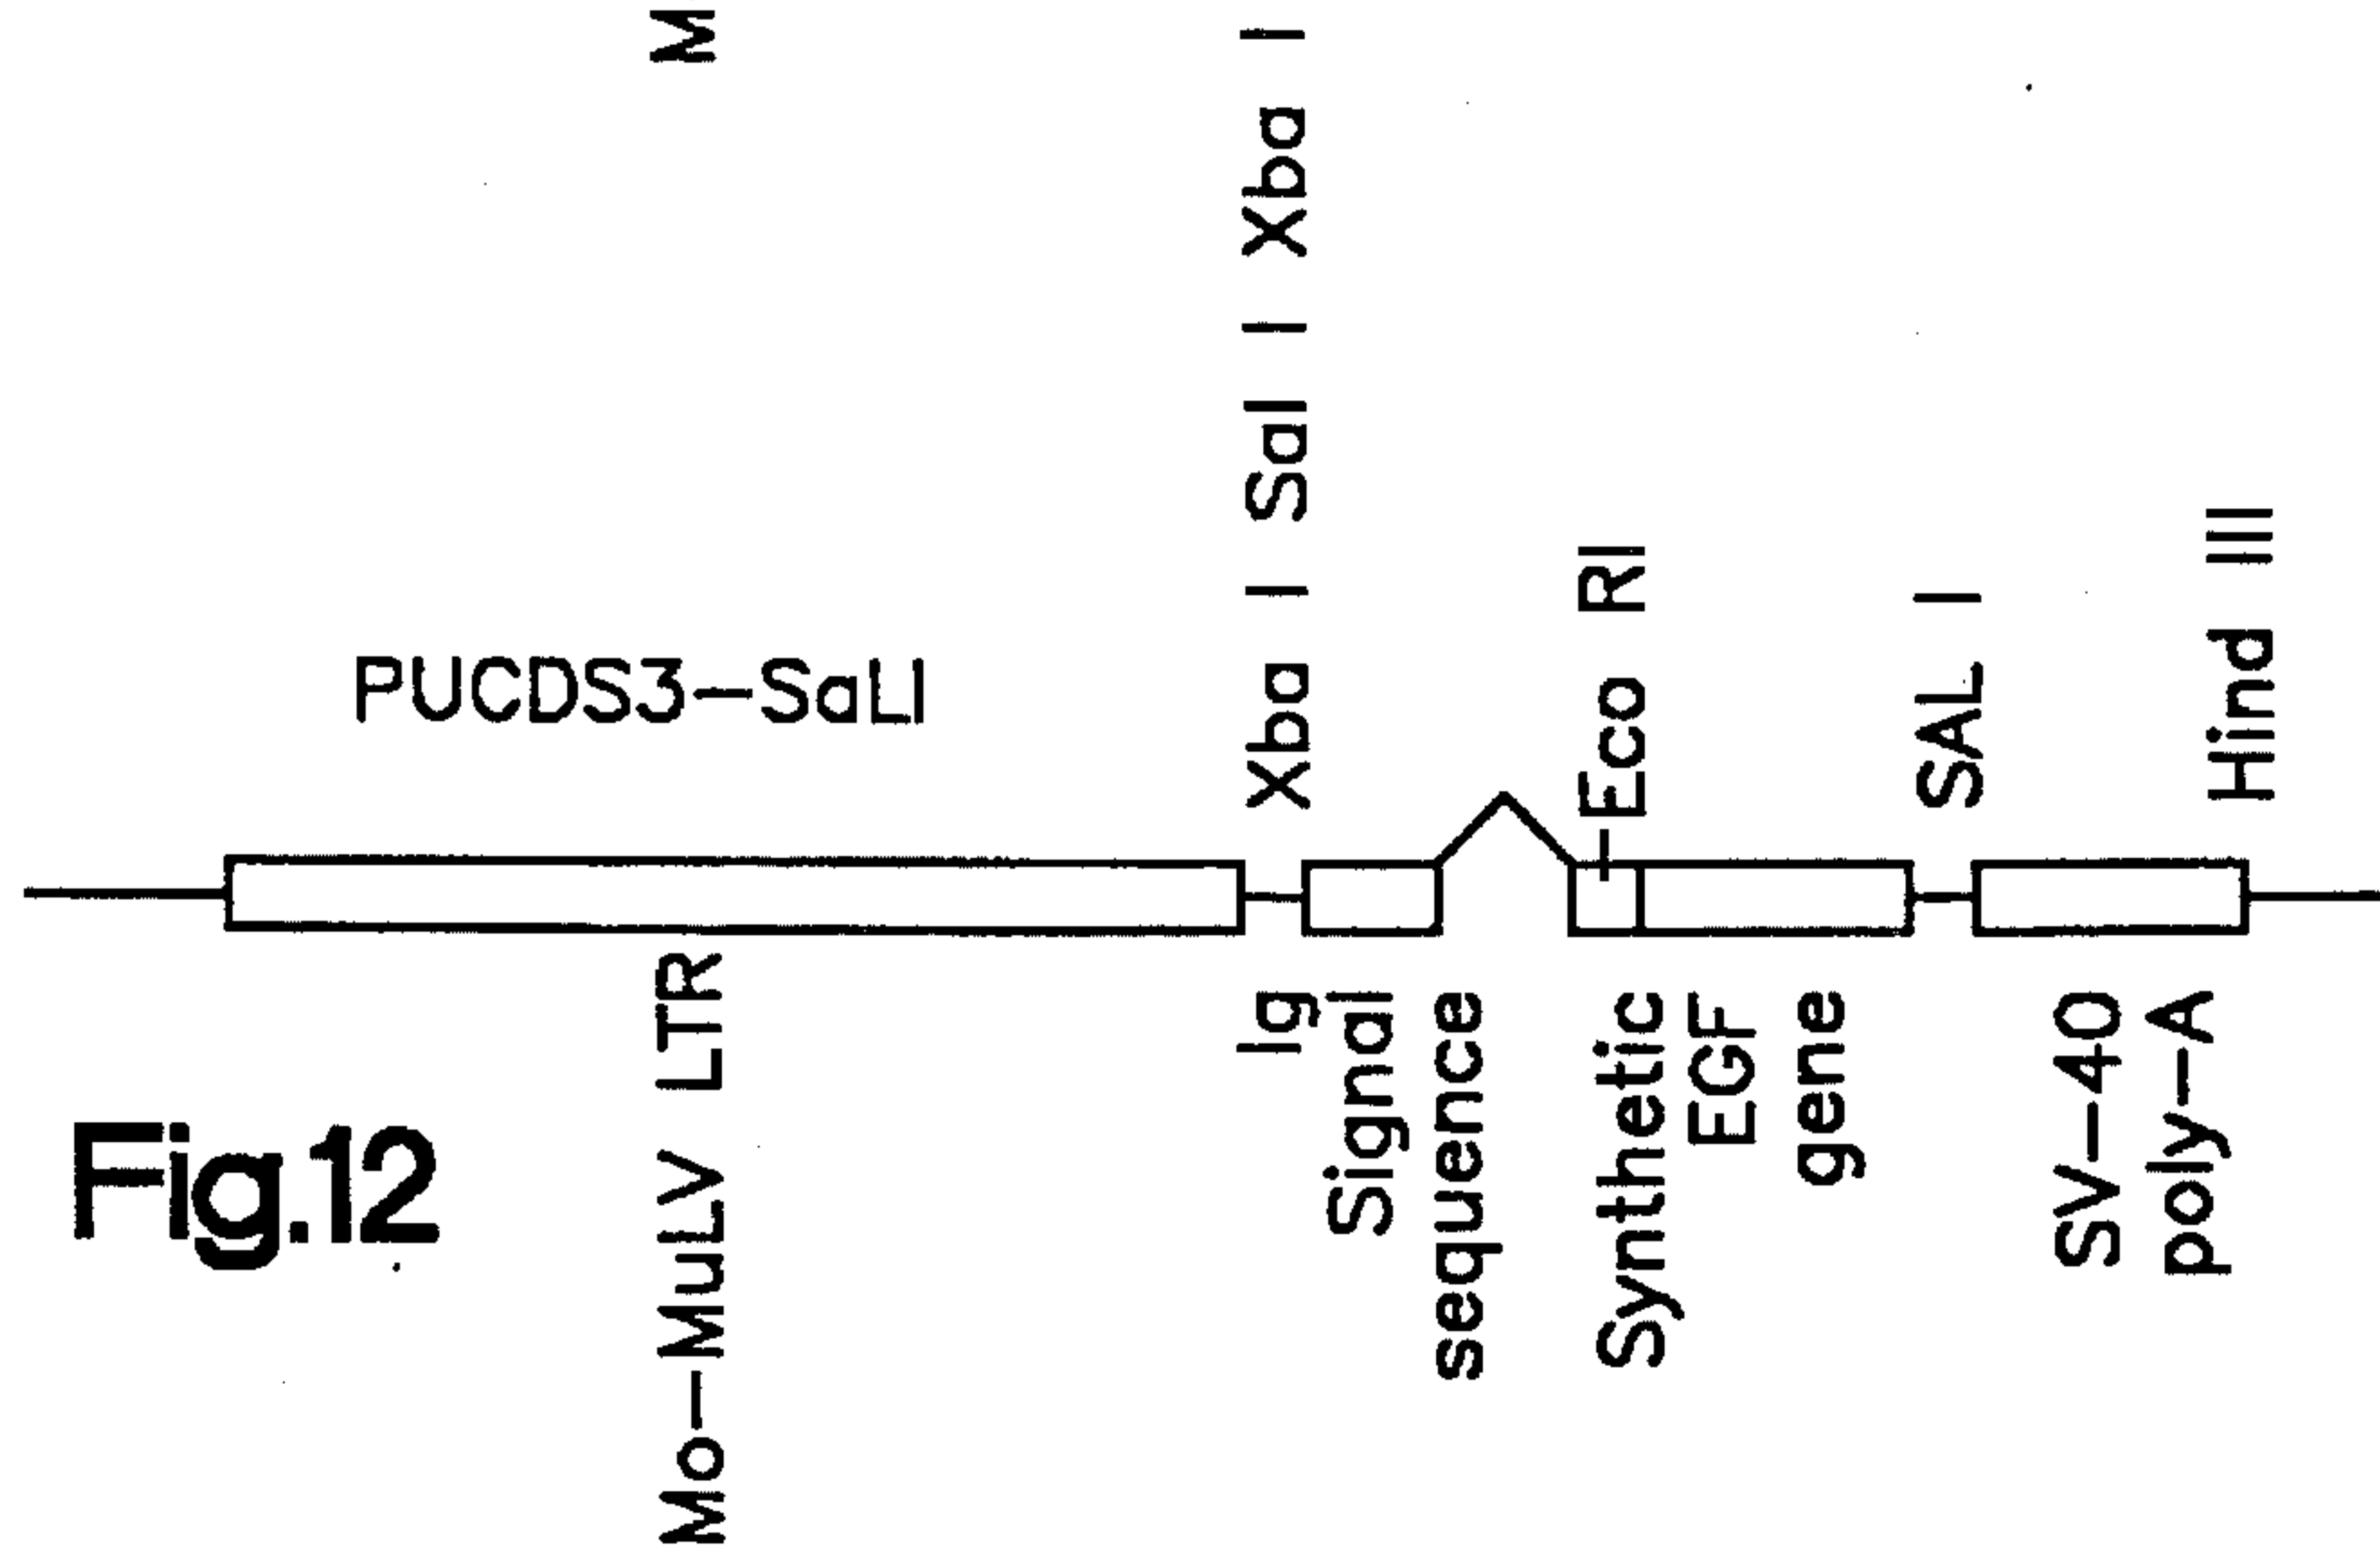 M
Xba I Sal I Xba I
PUCDS3-SaLI
Eco RI
SAL I
Hind III
Mo-MuLV LTR
Ig
Signal
sequence
Synthetic
EGF
gene
SV-40
poly-A
Fig.12